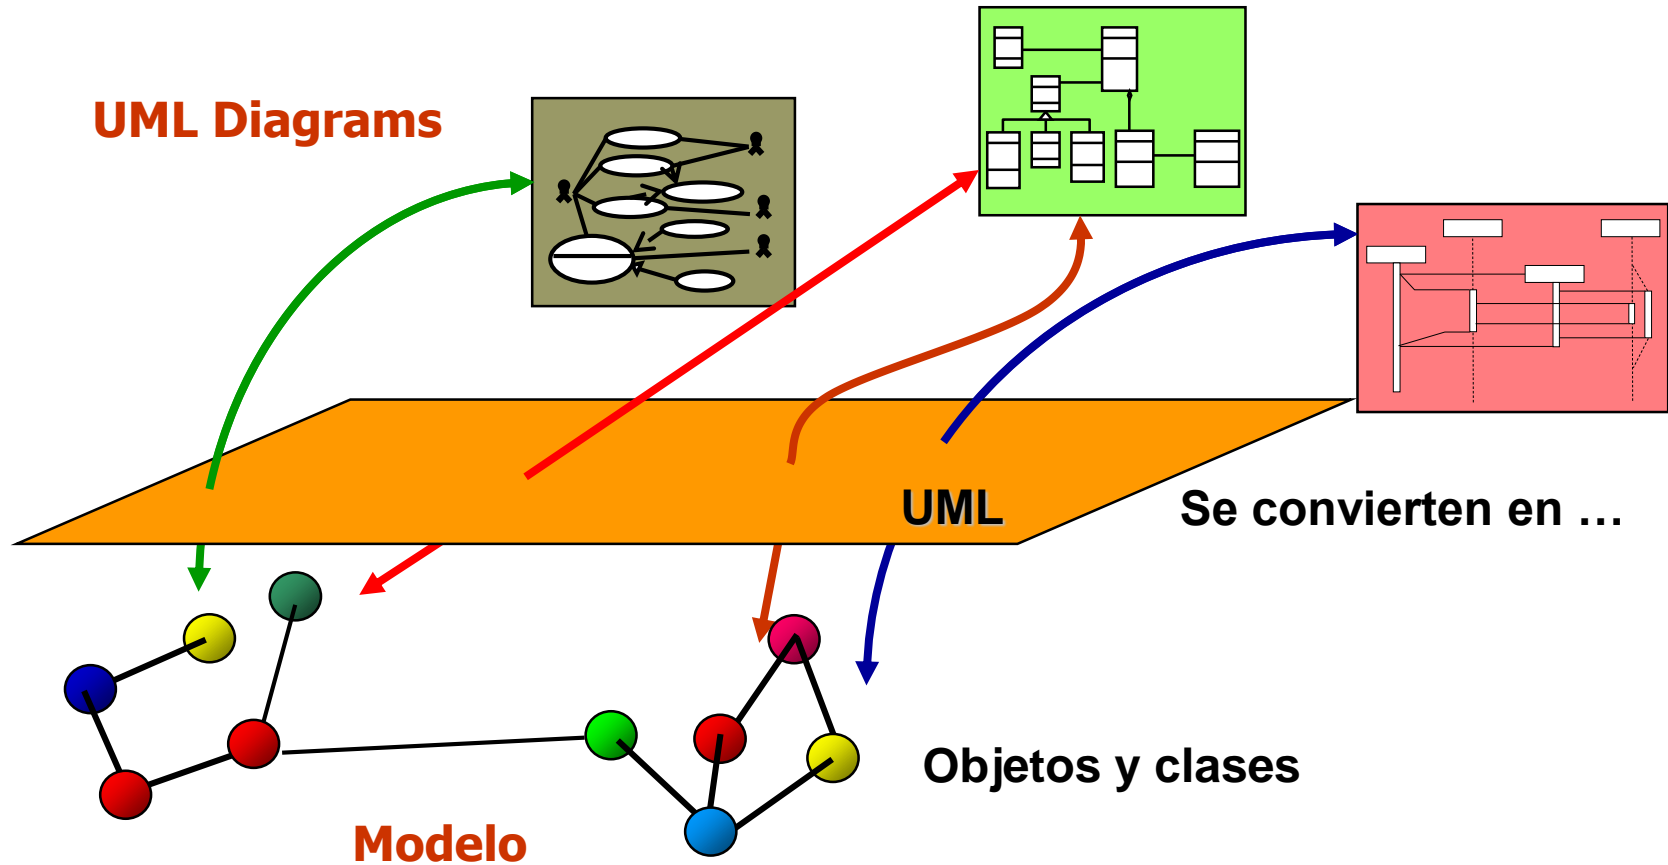 UML Diagrams
UML
Se convierten en …
Objetos y clases
Modelo